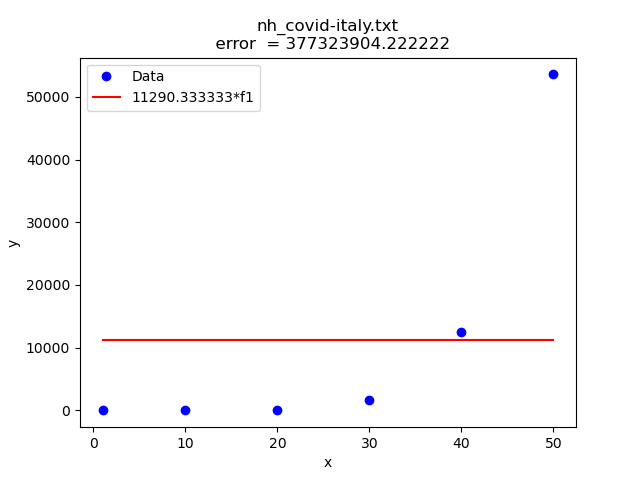 nh_covid-italy.txt
error  = 377323904.222222
Data
11290.333333*f1
50000
40000
30000
20000
10000
0
y
0 10 20 30 40 50
x